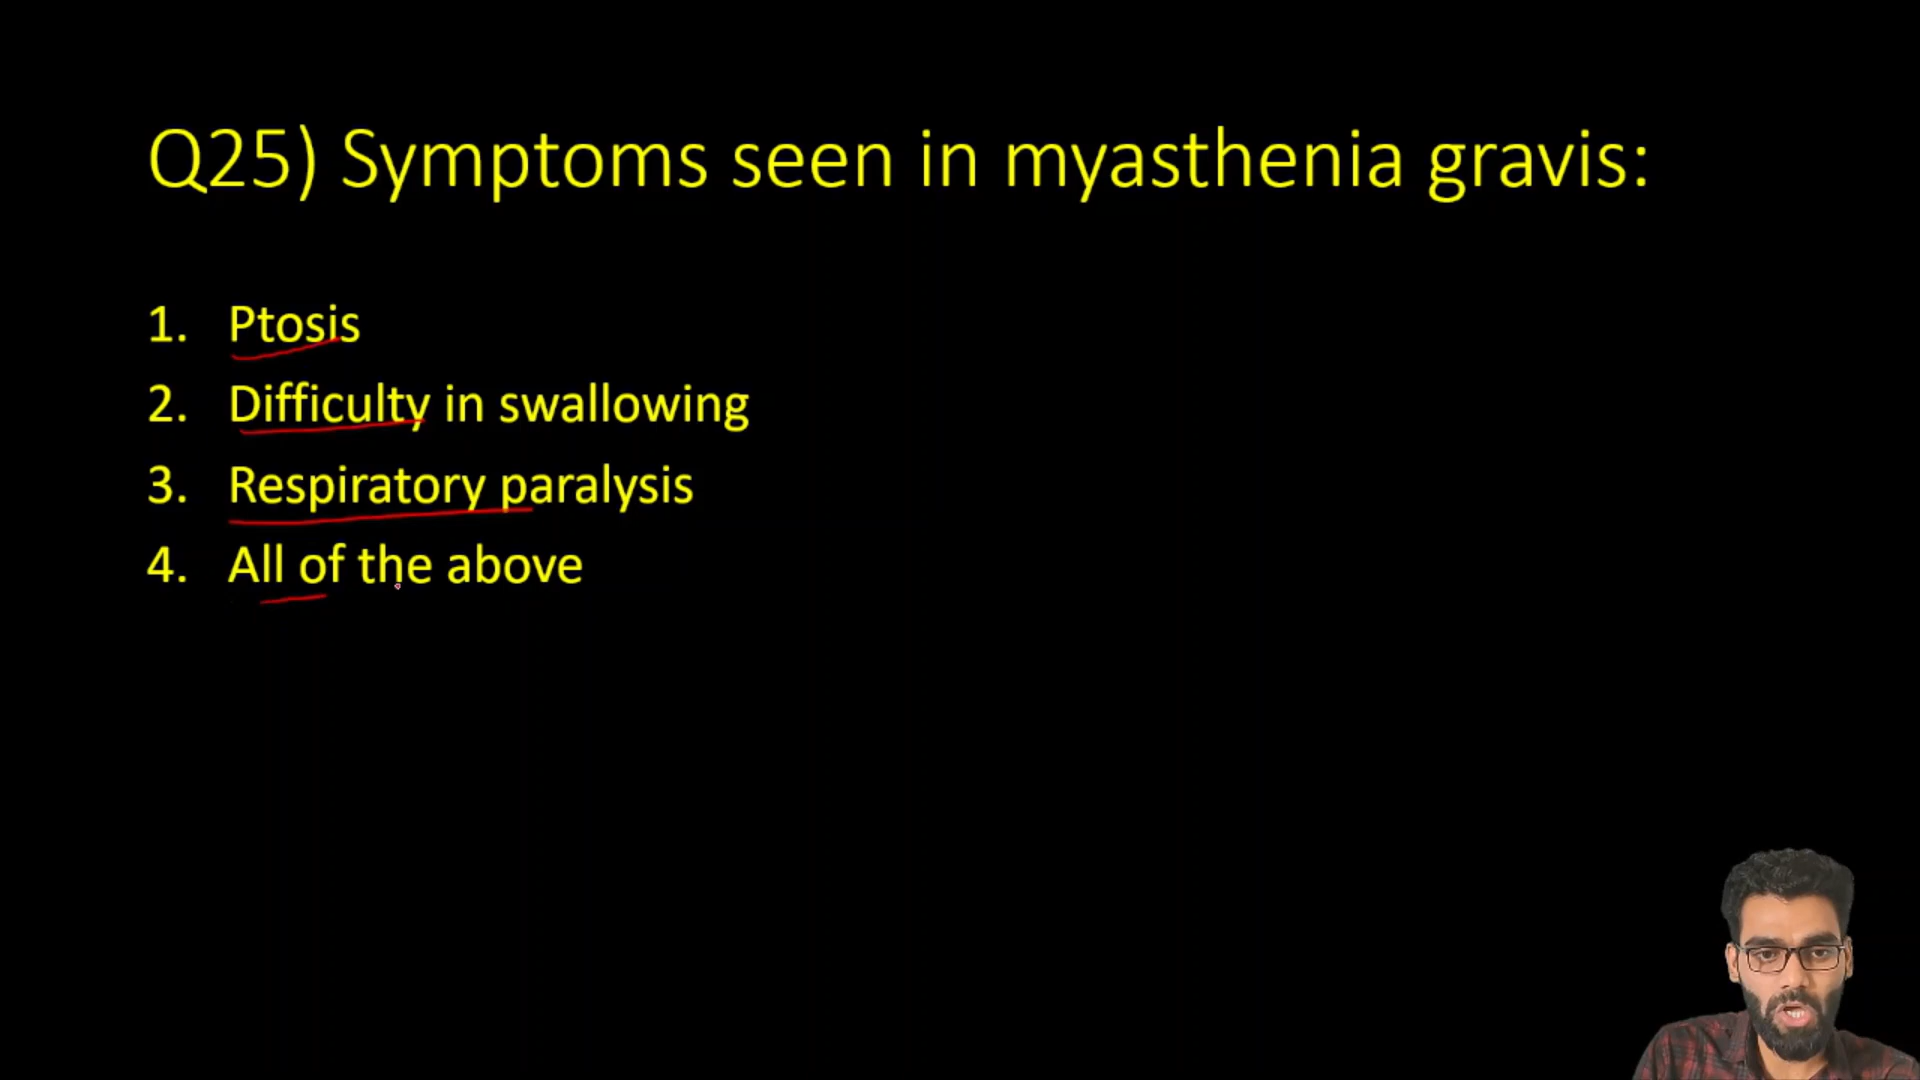 Q25) Symptoms seen in myasthenia gravis:
1. Ptosis
2. Difficulty in swallowing
3. Respiratory paralysis
4. All of the above